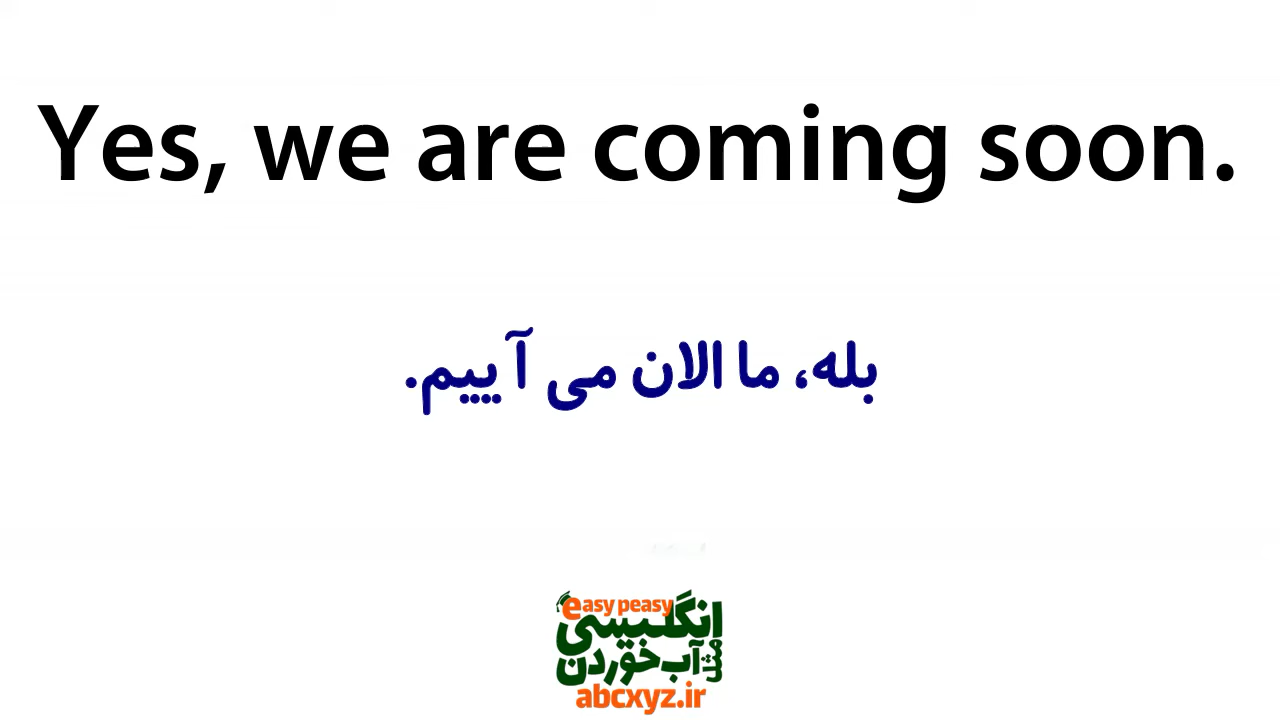 Yes, we are coming soon.
بله، ما الان می آییم.
easy peasy
انگلیسی
مثل آب خوردن
abcxyz.ir